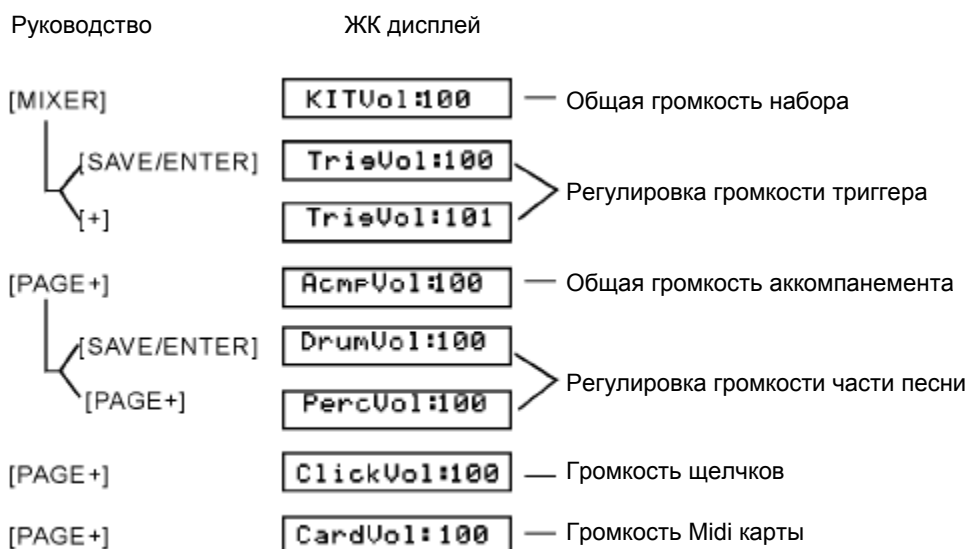 Руководство ЖК дисплей
[MIXER] KITVol:100 Общая громкость набора
[SAVE/ENTER] TrigVol:100
Регулировка громкости триггера
[+] TrigVol:101
[PAGE+] AcmpVol:100 Общая громкость аккомпанемента
[SAVE/ENTER] DrumVol:100
Регулировка громкости части песни
[PAGE+] PercVol:100
[PAGE+] ClickVol:100 Громкость щелчков
[PAGE+] CardVol:100 Громкость Midi карты